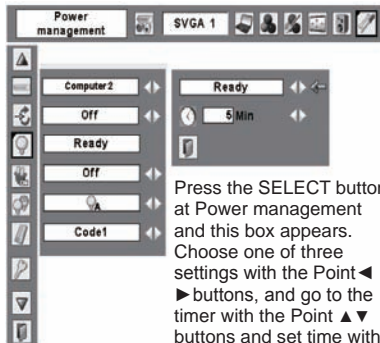 Power
management
SVGA 1
Computer2
Off
Ready
Off
A
Code1
Ready
5 Min
Press the SELECT button
at Power management
and this box appears.
Choose one of three
settings with the Point◄
►buttons, and go to the
timer with the Point ▲▼
buttons and set time with